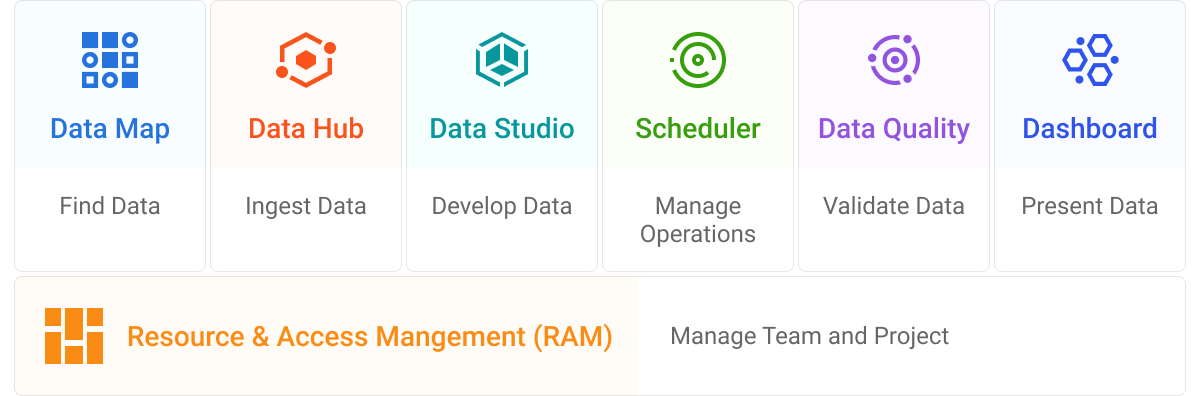 Data Map
Find Data
Data Hub
Ingest Data
Data Studio
Develop Data
Scheduler
Manage
Operations
Data Quality
Validate Data
Dashboard
Present Data
Resource & Access Mangement (RAM)
Manage Team and Project